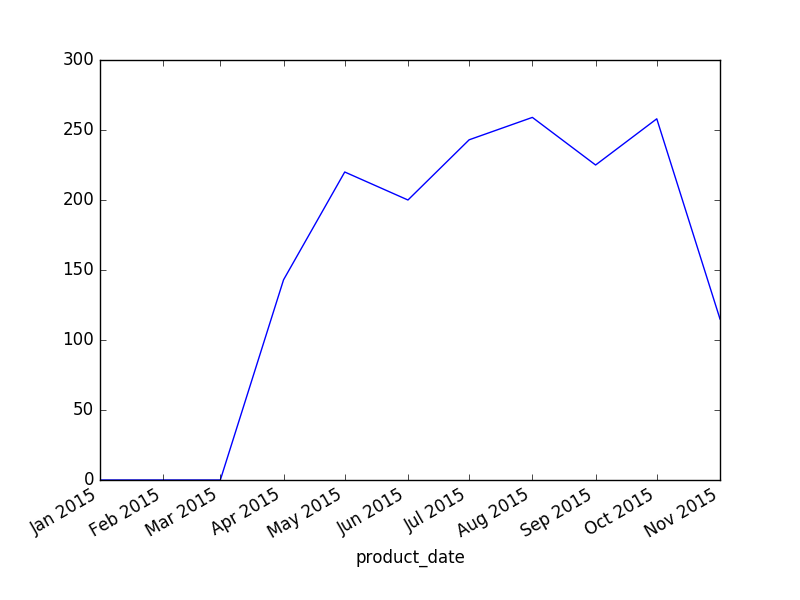 300
250
200
150
100
50
0
Jan 2015
Feb 2015
Mar 2015
Apr 2015
May 2015
Jun 2015
Jul 2015
Aug 2015
Sep 2015
Oct 2015
Nov 2015
product_date